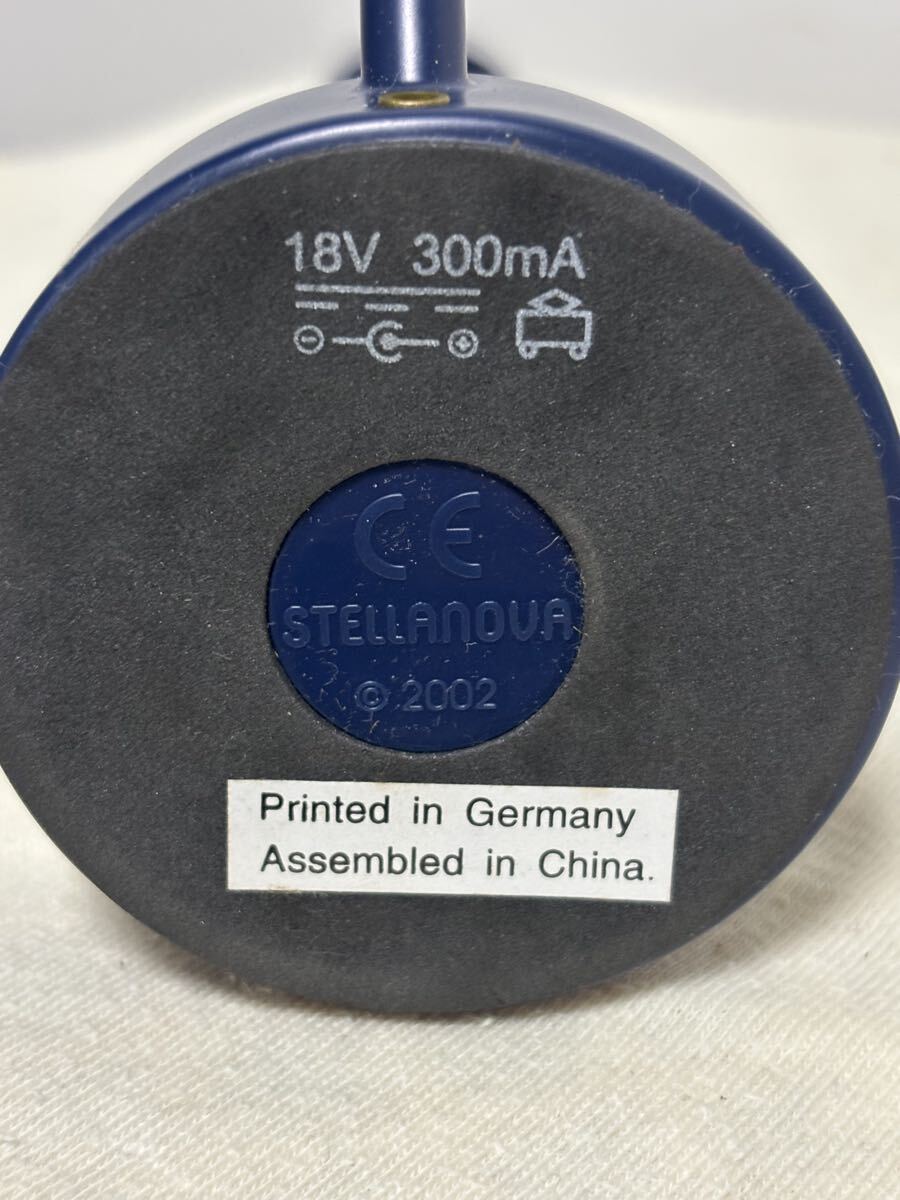 18V 300mA
CE
STELLANOVA
© 2002
Printed in Germany
Assembled in China.